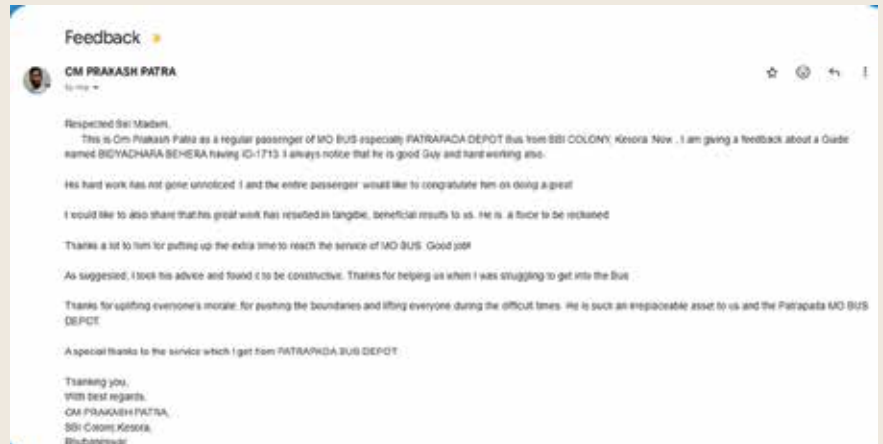 Feedback
OM PRAKASH PATRA
to me
Respected Sir/ Madam,
This is Om Prakash Patra as a regular passenger of MO BUS especially PATRAPADA DEPOT Bus from SBI COLONY, Kesora. Now , I am giving a feedback about a Guide
named BIDYADHARA BEHERA having ID-1713. I always notice that he is good Guy and hard working also.
His hard work has not gone unnoticed. I and the entire passenger would like to congratulate him on doing a great
I would like to also share that his great work has resulted in tangible, beneficial results to us. He is a force to be reckoned
Thanks a lot to him for putting up the extra time to reach the service of MO BUS. Good job!!
As suggested, I took his advice and found it to be constructive. Thanks for helping us when I was struggling to get into the Bus
Thanks for uplifting everyone's morale, for pushing the boundaries and lifting everyone during the difficult times. He is such an irreplaceable asset to us and the Patrapada MO BUS
DEPOT.
A special thanks to the service which I get from PATRAPADA BUS DEPOT
Thanking you,
With best regards,
OM PRAKASH PATRA,
SBI Colony,Kesora,
Bhubaneswar